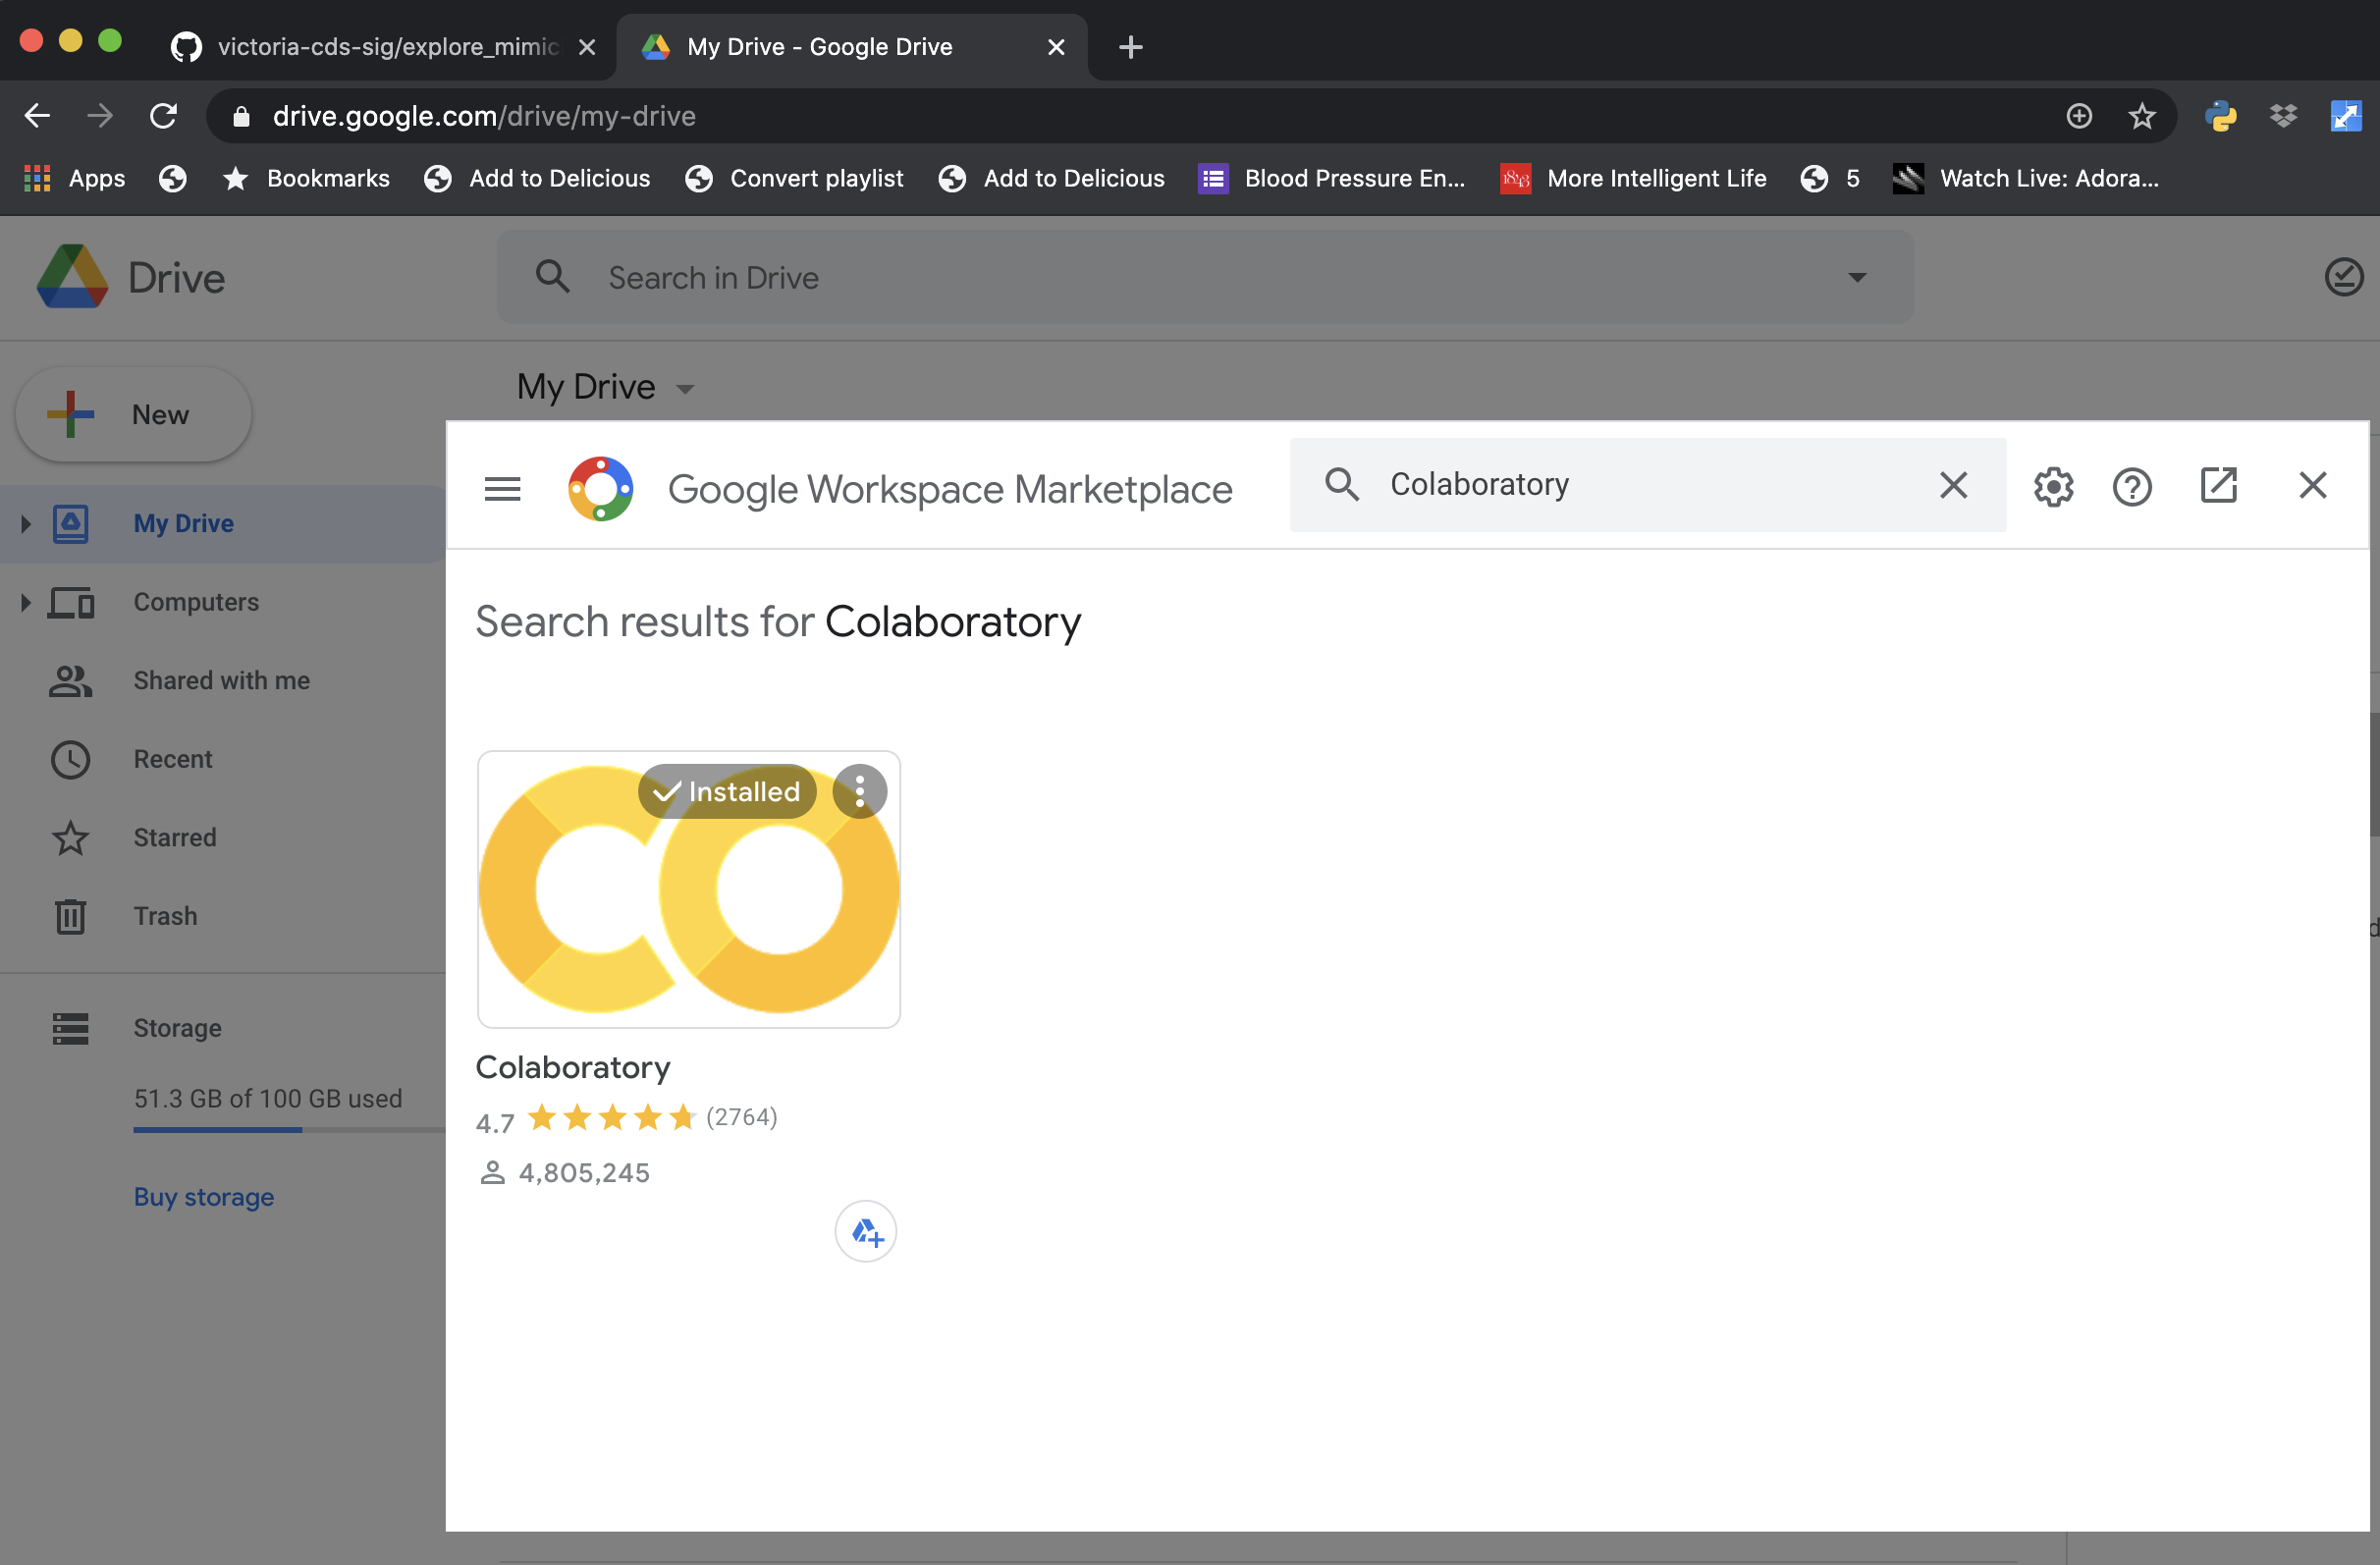 victoria-cds-sig/explore_mimic
My Drive - Google Drive
drive.google.com/drive/my-drive
Apps
Bookmarks
Add to Delicious
Convert playlist
Add to Delicious
Blood Pressure En...
1843
More Intelligent Life
5
Watch Live: Adora...
Drive
Search in Drive
New
My Drive
Google Workspace Marketplace
Colaboratory
My Drive
Computers
Shared with me
Recent
Starred
Trash
Storage
51.3 GB of 100 GB used
Buy storage
Search results for Colaboratory
Installed
Colaboratory
4.7
(2764)
4,805,245